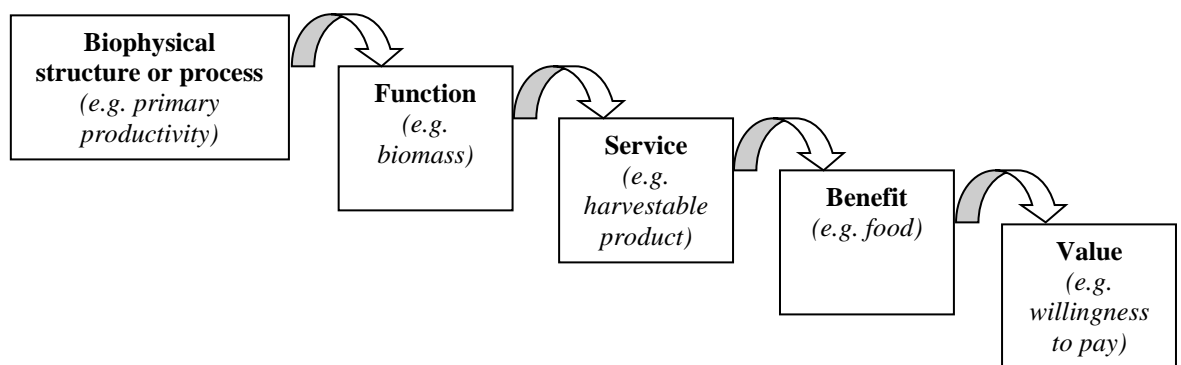 Biophysical
structure or process
(e.g. primary
productivity)
Function
(e.g.
biomass)
Service
(e.g.
harvestable
product)
Benefit
(e.g. food)
Value
(e.g.
willingness
to pay)